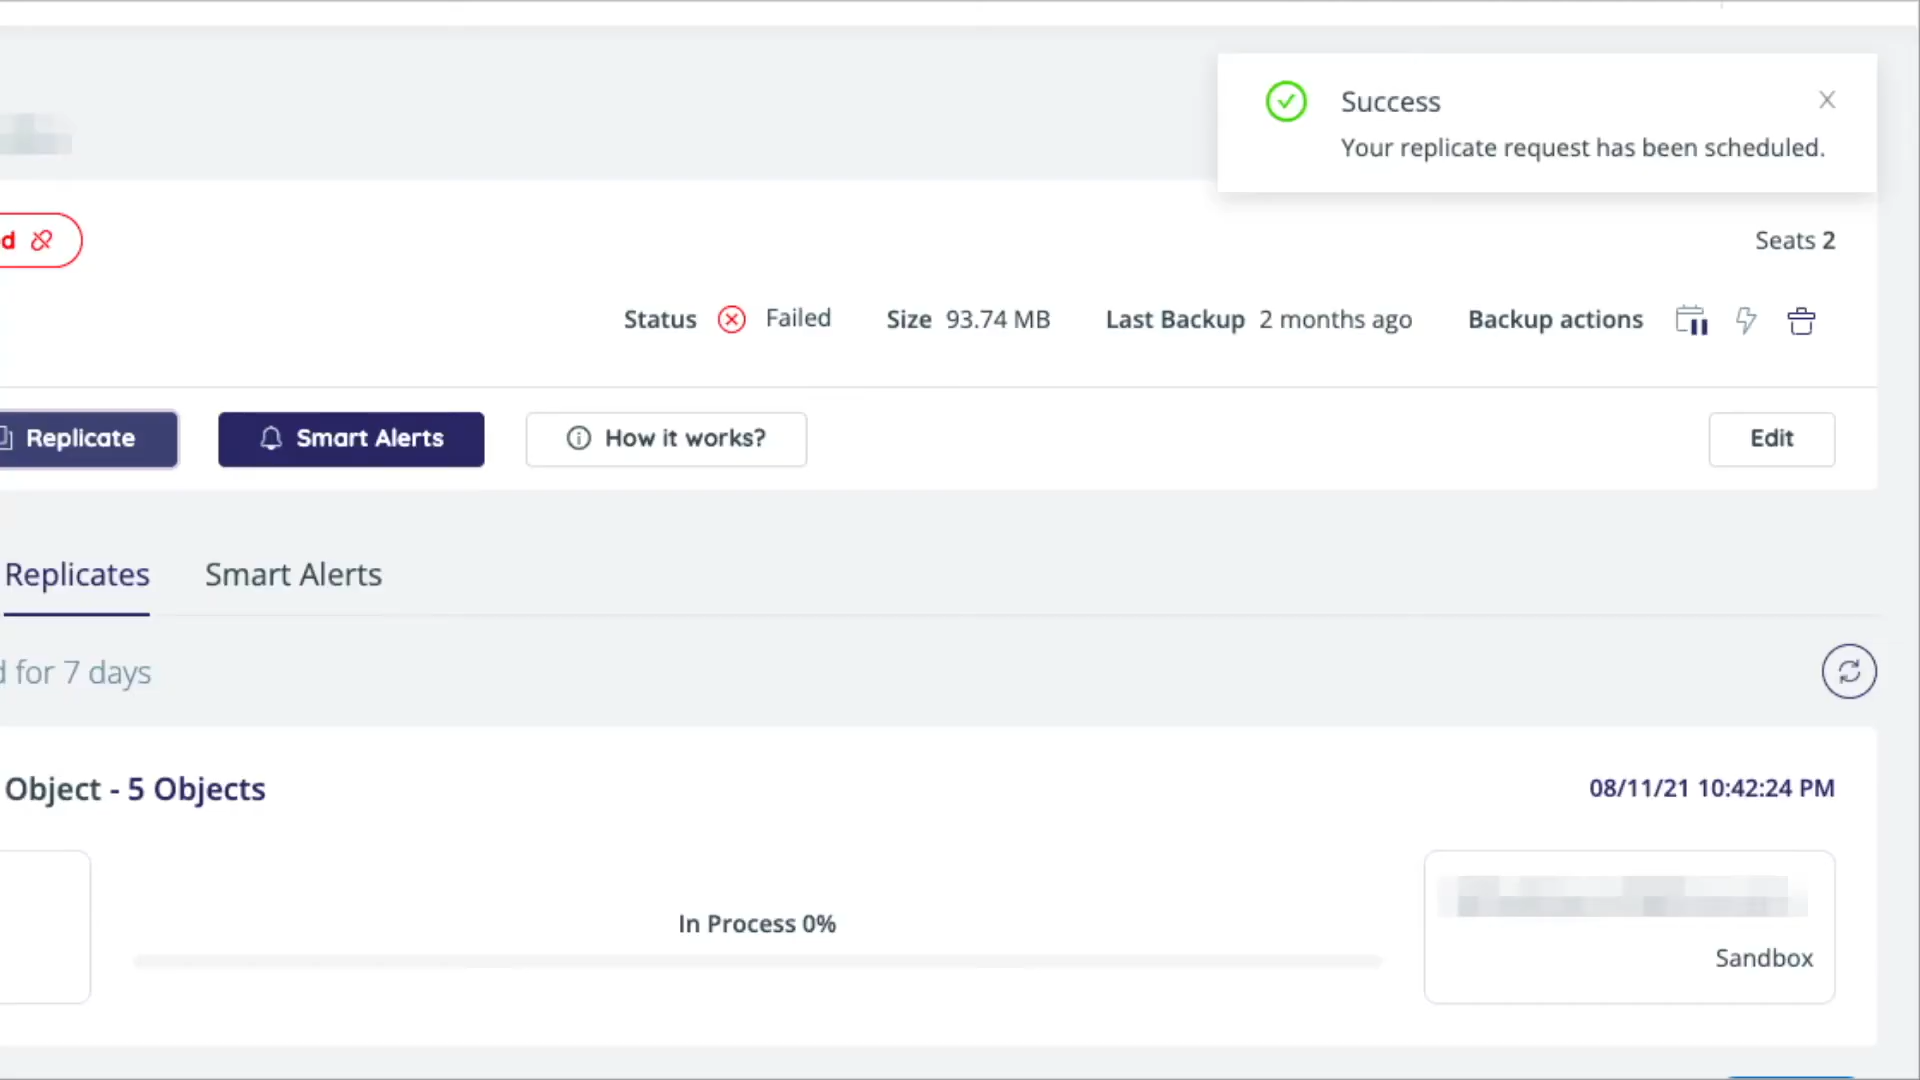 Success
Your replicate request has been scheduled.
d
Seats 2
Status Failed Size 93.74 MB Last Backup 2 months ago Backup actions
Replicate Smart Alerts How it works? Edit
Replicates Smart Alerts
d for 7 days
Object - 5 Objects 08/11/21 10:42:24 PM
In Process 0%
Sandbox